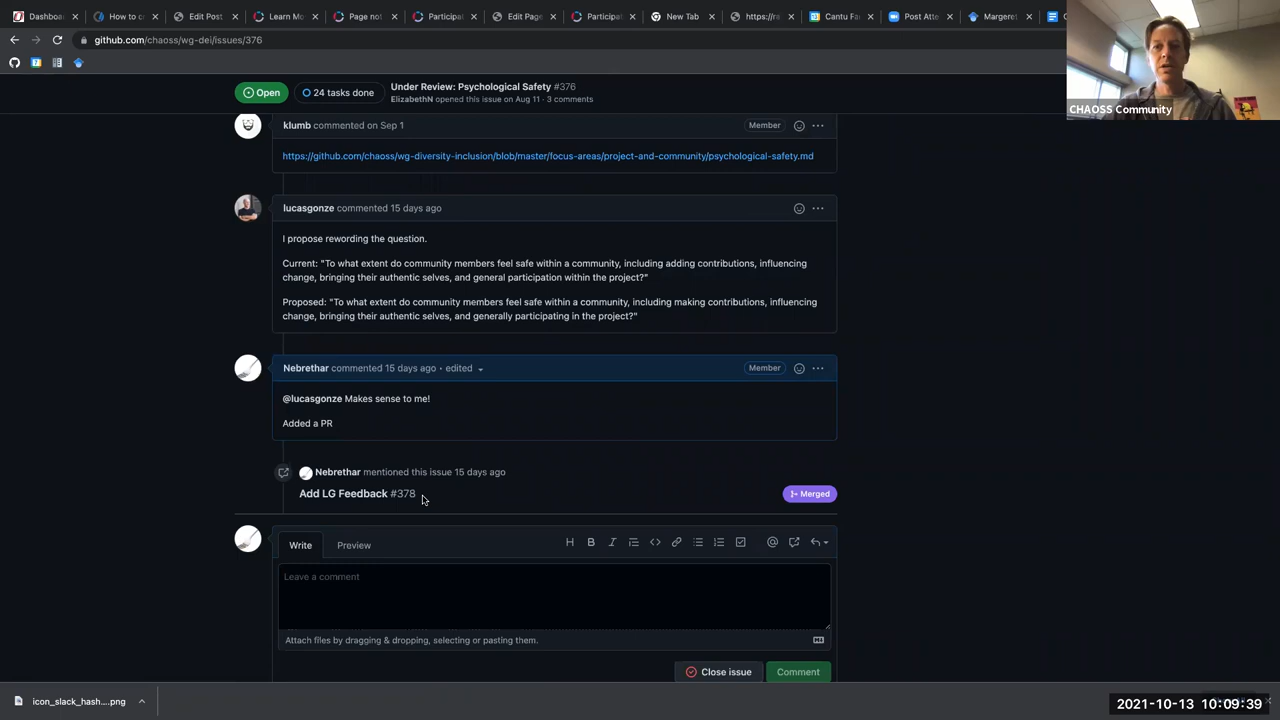 Dashboard
How to c
Edit Post
Learn Mo
Page not
Participat
Edit Page
Participat
New Tab
https://ra
Cantu Fa
Post Atte
Margeret
github.com/chaoss/wg-dei/issues/376
CHAOSS Community
Open
24 tasks done
Under Review: Psychological Safety #376
ElizabethN opened this issue on Aug 11 · 3 comments
klumb commented on Sep 1
Member
https://github.com/chaoss/wg-diversity-inclusion/blob/master/focus-areas/project-and-community/psychological-safety.md
lucasgonze commented 15 days ago
I propose rewording the question.
Current: "To what extent do community members feel safe within a community, including adding contributions, influencing
change, bringing their authentic selves, and general participation within the project?"
Proposed: "To what extent do community members feel safe within a community, including making contributions, influencing
change, bringing their authentic selves, and generally participating in the project?"
Nebrethar commented 15 days ago · edited
Member
@lucasgonze Makes sense to me!
Added a PR
Nebrethar mentioned this issue 15 days ago
Add LG Feedback #378
Merged
Write
Preview
Leave a comment
Attach files by dragging & dropping, selecting or pasting them.
Close issue
Comment
icon_slack_hash....png
2021-10-13 10:09:39